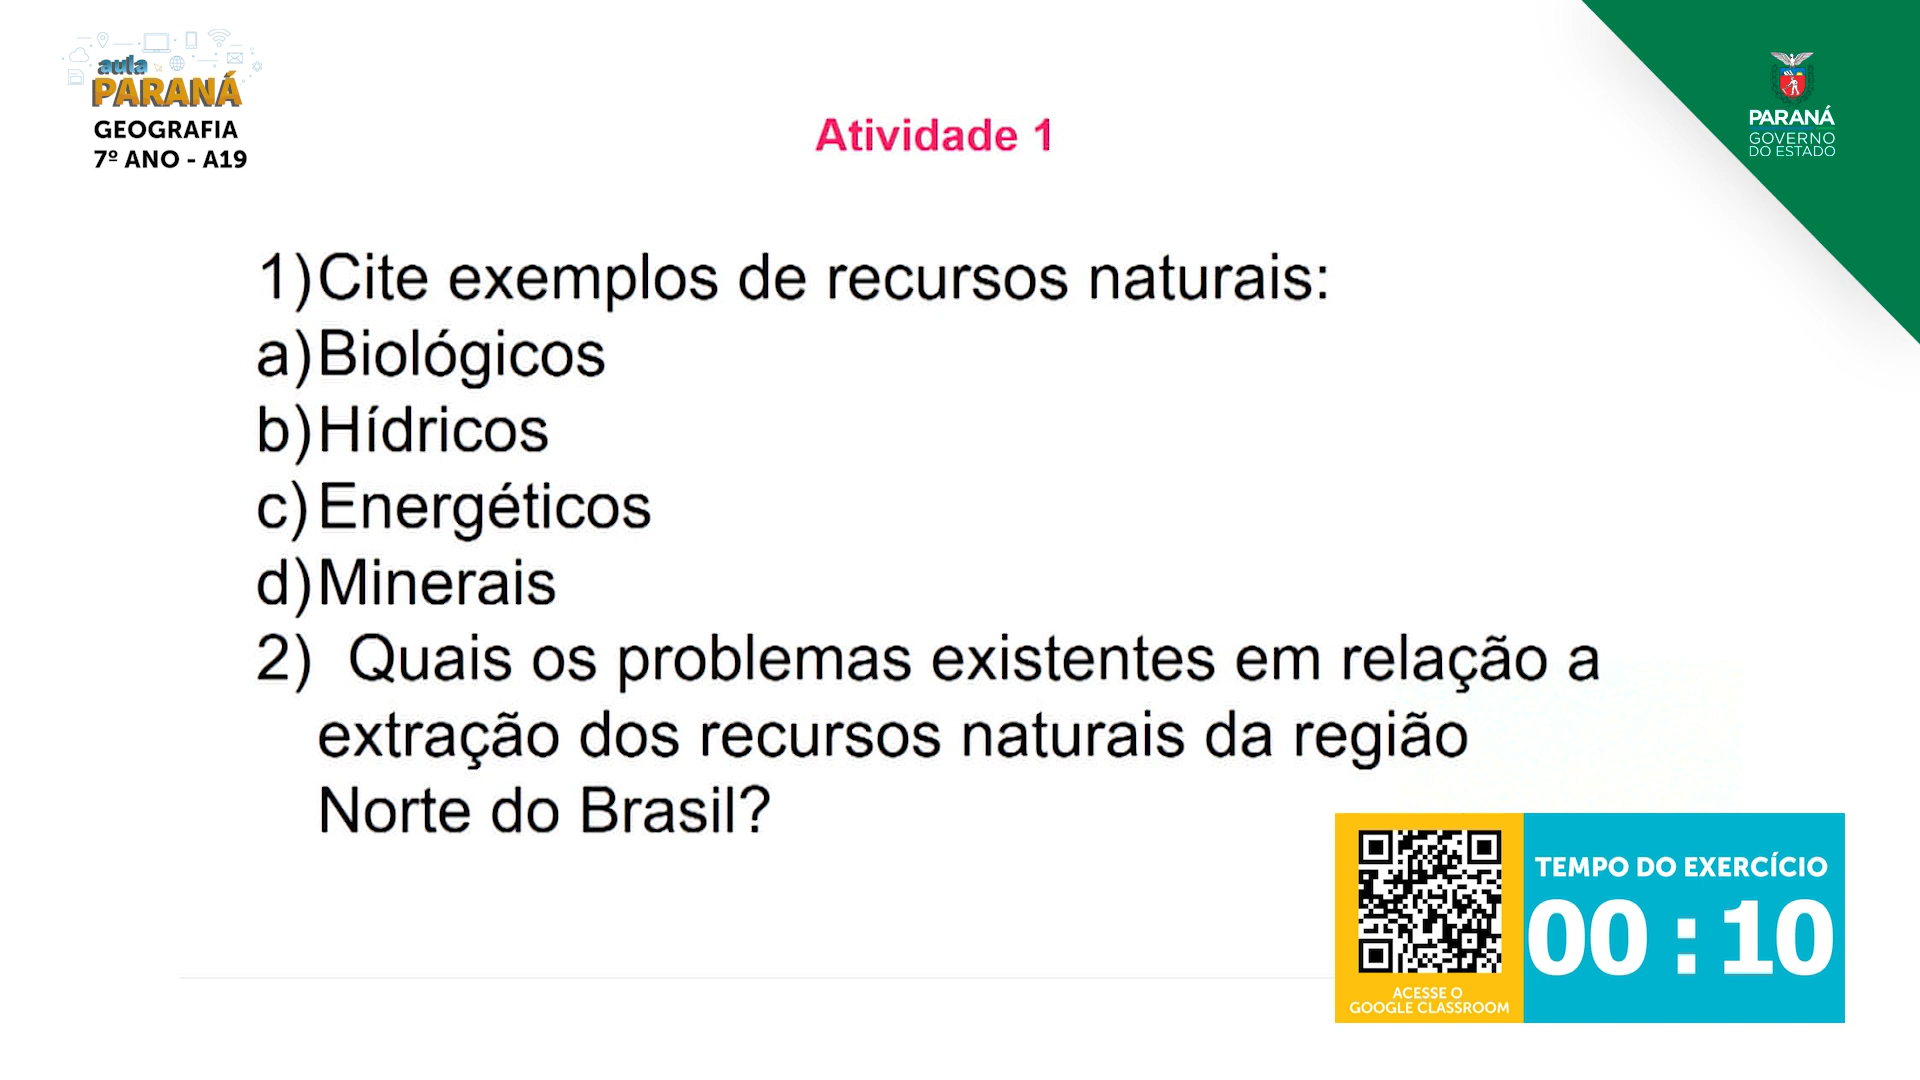 aula
PARANÁ
GEOGRAFIA
7º ANO - A19
Atividade 1
PARANÁ
GOVERNO
DO ESTADO
1) Cite exemplos de recursos naturais:
a) Biológicos
b) Hídricos
c) Energéticos
d) Minerais
2) Quais os problemas existentes em relação a
extração dos recursos naturais da região
Norte do Brasil?
ACESSE O
GOOGLE CLASSROOM
TEMPO DO EXERCÍCIO
00 : 10